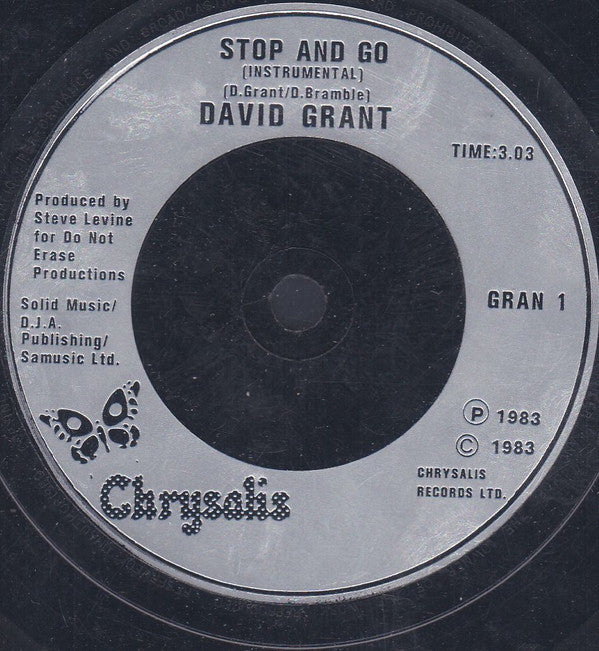 STOP AND GO
(INSTRUMENTAL)
(D.Grant/D.Bramble)
DAVID GRANT
TIME:3.03
Produced by
Steve Levine
for Do Not
Erase
Productions
Solid Music/
D.J.A.
Publishing/
Samusic Ltd.
GRAN 1
Ⓟ 1983
© 1983
CHRYSALIS
RECORDS LTD.
Chrysalis